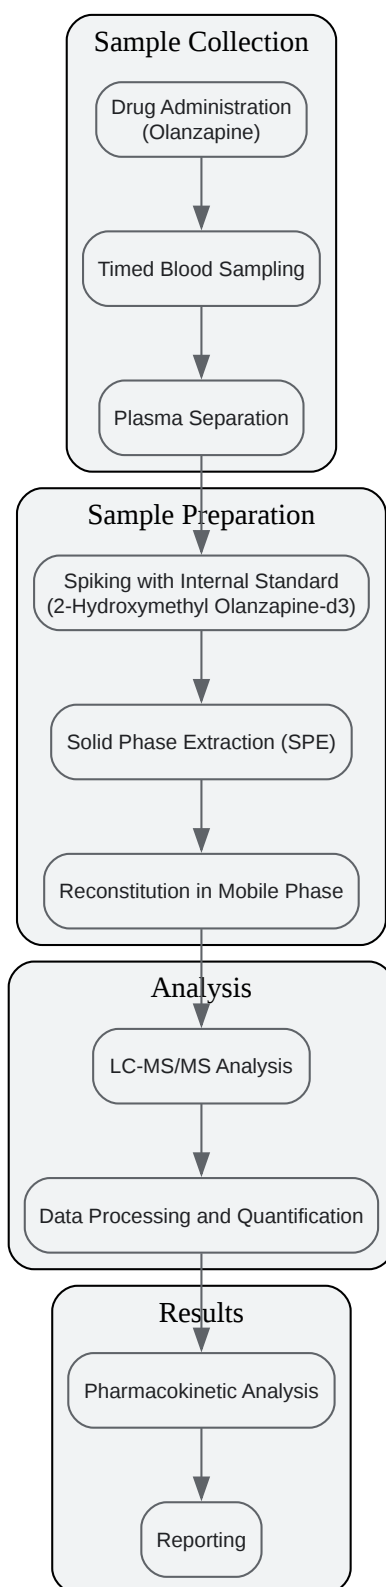 Sample Collection
Drug Administration
(Olanzapine)
Timed Blood Sampling
Plasma Separation
Sample Preparation
Spiking with Internal Standard
(2-Hydroxymethyl Olanzapine-d3)
Solid Phase Extraction (SPE)
Reconstitution in Mobile Phase
Analysis
LC-MS/MS Analysis
Data Processing and Quantification
Results
Pharmacokinetic Analysis
Reporting